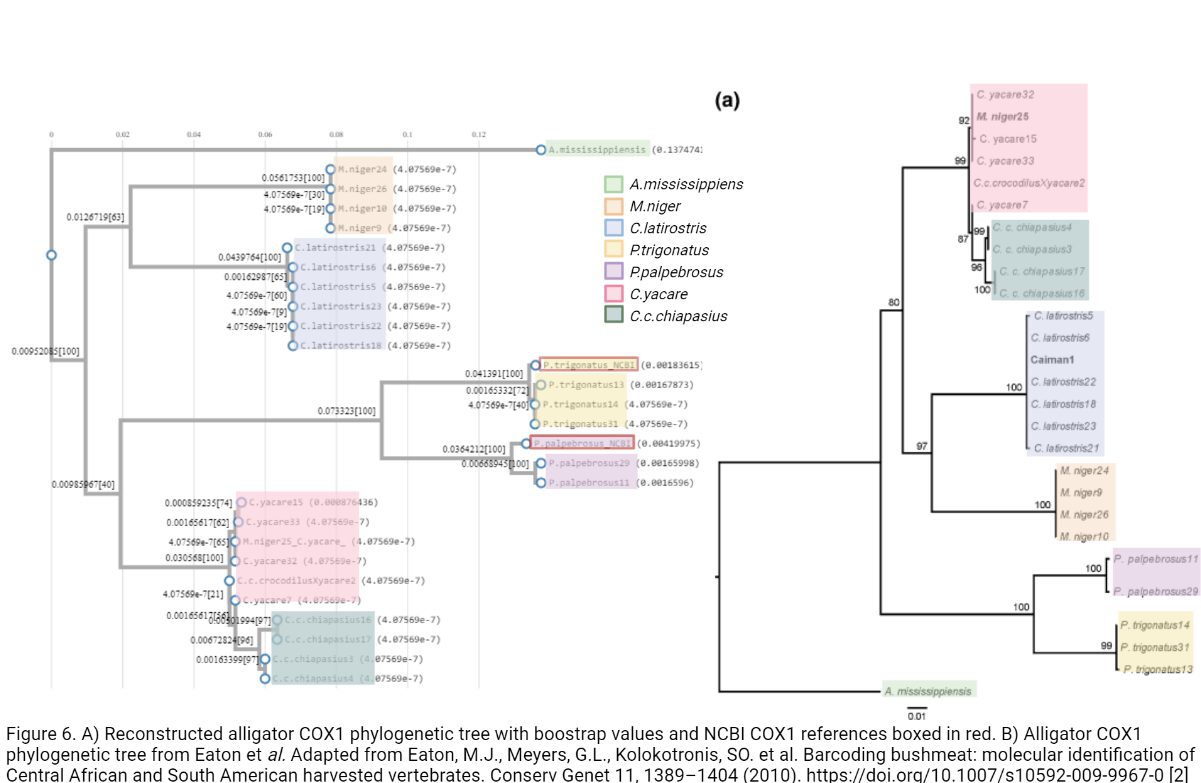 (a)
0 0.02 0.04 0.06 0.08 0.1 0.12
A.mississippiensis (0.137474
0.0561753[100]
M.niger24 (4.07569e-7)
4.07569e-7[30]
M.niger26 (4.07569e-7)
4.07569e-7[19]
M.niger10 (4.07569e-7)
M.niger9 (4.07569e-7)
0.0126719[63]
C.latirostris21 (4.07569e-7)
0.0439764[100]
C.latirostris6 (4.07569e-7)
0.00162987[65]
C.latirostris5 (4.07569e-7)
4.07569e-7[60]
C.latirostris23 (4.07569e-7)
4.07569e-7[9]
C.latirostris22 (4.07569e-7)
4.07569e-7[19]
C.latirostris18 (4.07569e-7)
0.00952085[100]
P.trigonatus_NCBI (0.00183615)
0.041391[100]
P.trigonatus13 (0.00167873)
0.00165332[72]
P.trigonatus14 (4.07569e-7)
4.07569e-7[40]
P.trigonatus31 (4.07569e-7)
0.073323[100]
P.palpebrosus_NCBI (0.00419975)
0.0364212[100]
P.palpebrosus29 (0.00165998)
0.00668945[100]
P.palpebrosus11 (0.0016596)
0.00985967[40]
0.000859235[74]
C.yacare15 (0.000876436)
0.00165617[62]
C.yacare33 (4.07569e-7)
4.07569e-7[65]
M.niger25_C.yacare_ (4.07569e-7)
0.030568[100]
C.yacare32 (4.07569e-7)
C.c.crocodilusXyacare2 (4.07569e-7)
4.07569e-7[21]
C.yacare7 (4.07569e-7)
0.00165617[56]
C.c.chiapasius16 (4.07569e-7)
0.00672824[96]
C.c.chiapasius17 (4.07569e-7)
0.00163399[97]
C.c.chiapasius3 (4.07569e-7)
C.c.chiapasius4 (4.07569e-7)
A.mississippiens
M.niger
C.latirostris
P.trigonatus
P.palpebrosus
C.yacare
C.c.chiapasius
C. yacare32
92
M. niger25
C. yacare15
99
C. yacare33
C.c.crocodilusXyacare2
C. yacare7
99
C. c. chiapasius4
87
C. c. chiapasius3
96
C. c. chiapasius17
100
C. c. chiapasius16
80
C. latirostris5
C. latirostris6
Caiman1
100
C. latirostris22
C. latirostris18
C. latirostris23
97
C. latirostris21
M. niger24
M. niger9
100
M. niger26
M. niger10
P. palpebrosus11
100
P. palpebrosus29
100
P. trigonatus14
99
P. trigonatus31
P. trigonatus13
A. mississippiensis
0.01
Figure 6. A) Reconstructed alligator COX1 phylogenetic tree with boostrap values and NCBI COX1 references boxed in red. B) Alligator COX1
phylogenetic tree from Eaton et al. Adapted from Eaton, M.J., Meyers, G.L., Kolokotronis, SO. et al. Barcoding bushmeat: molecular identification of
Central African and South American harvested vertebrates. Conserv Genet 11, 1389–1404 (2010). https://doi.org/10.1007/s10592-009-9967-0 [2]